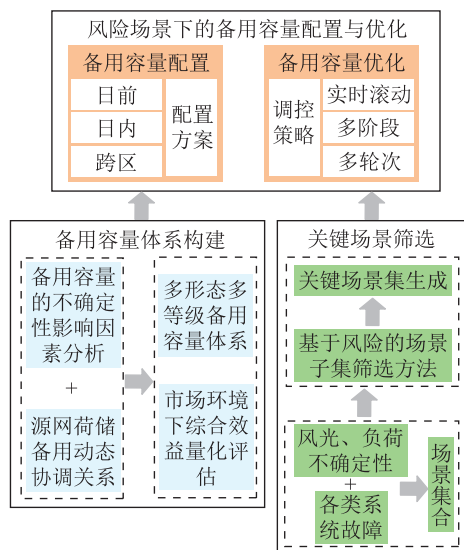 风险场景下的备用容量配置与优化
备用容量配置
日前
日内
跨区
配置
方案
备用容量优化
调控
策略
实时滚动
多阶段
多轮次
备用容量体系构建
备用容量
的不确定
性影响因
素分析
+
源网荷储
备用动态
协调关系
多形态多
等级备用
容量体系
市场环境
下综合效
益量化评
估
关键场景筛选
关键场景集生成
基于风险的场景
子集筛选方法
风光、负荷
不确定性
+
各类系
统故障
场景集合